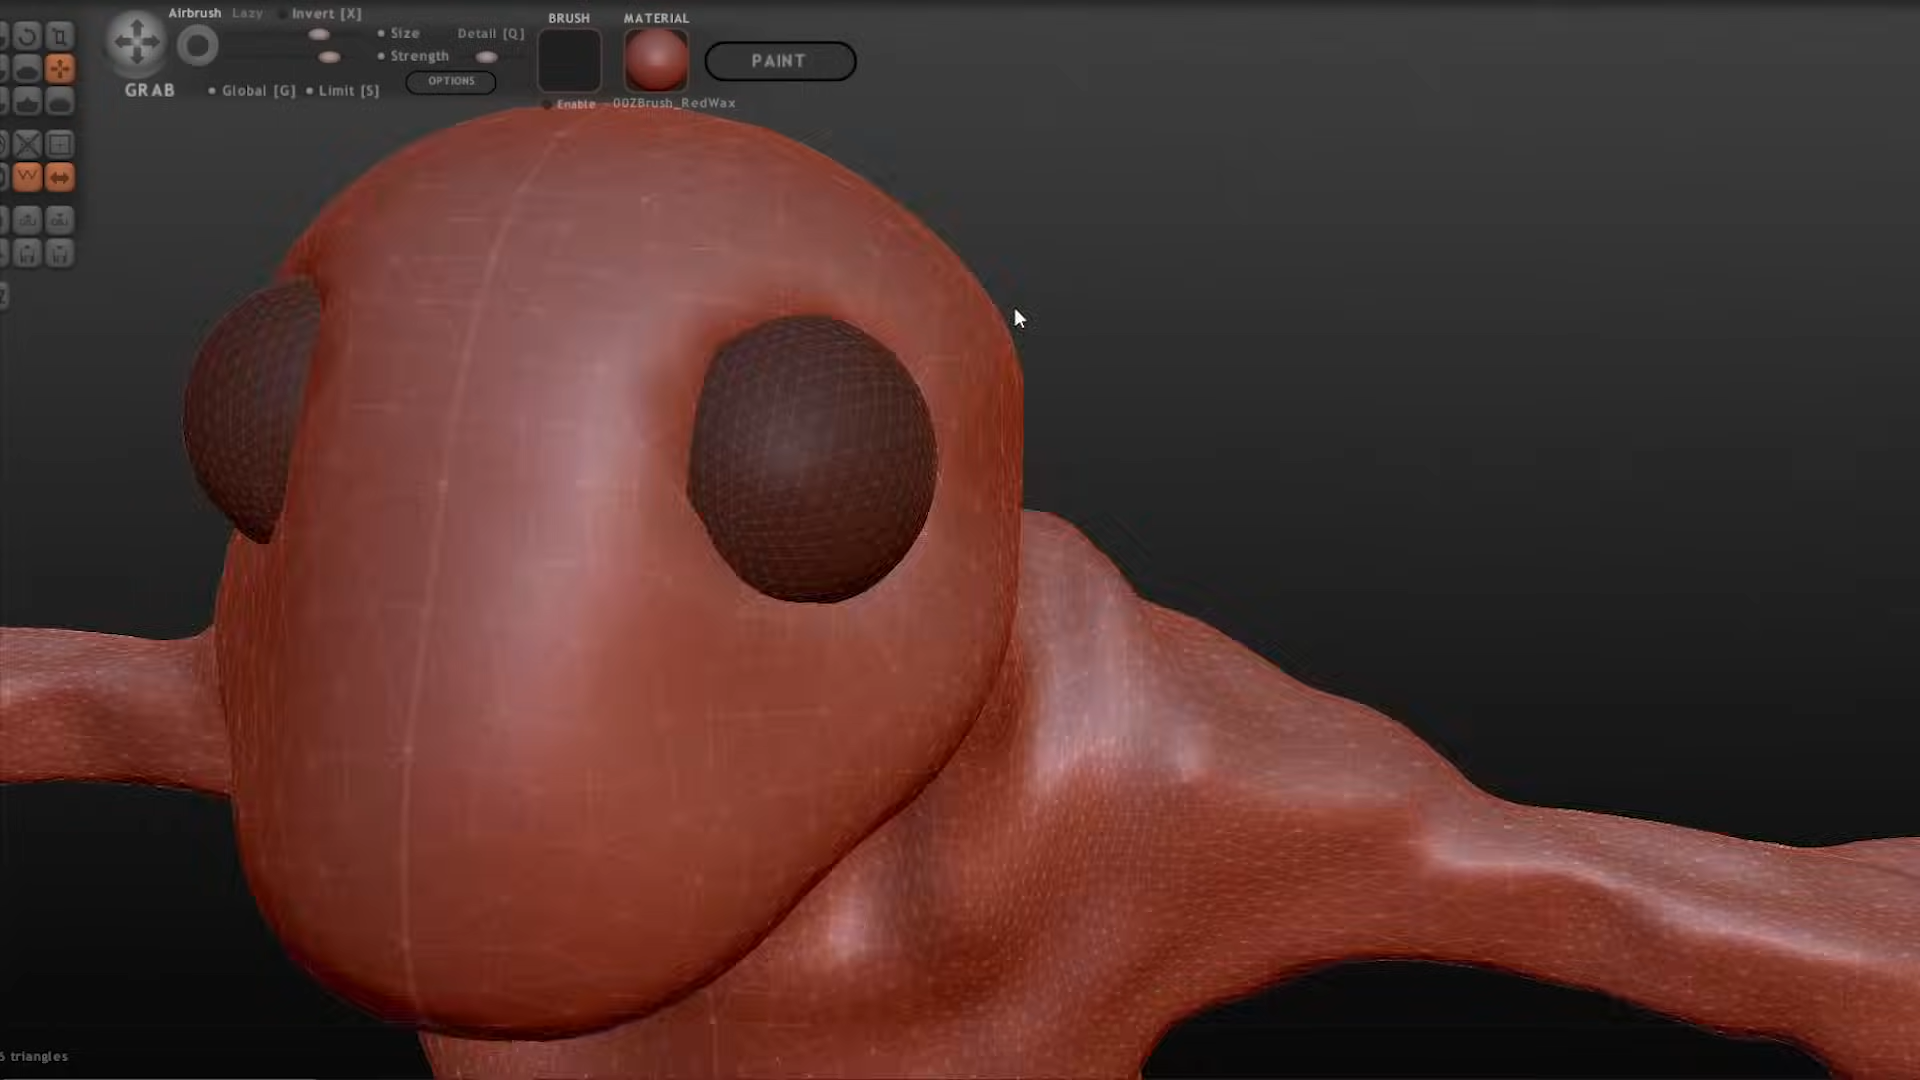 Airbrush Lazy Invert [X]
BRUSH MATERIAL
Size Detail [Q]
Strength
PAINT
OPTIONS
GRAB Global [G] Limit [S]
Enable 00ZBrush_RedWax
triangles